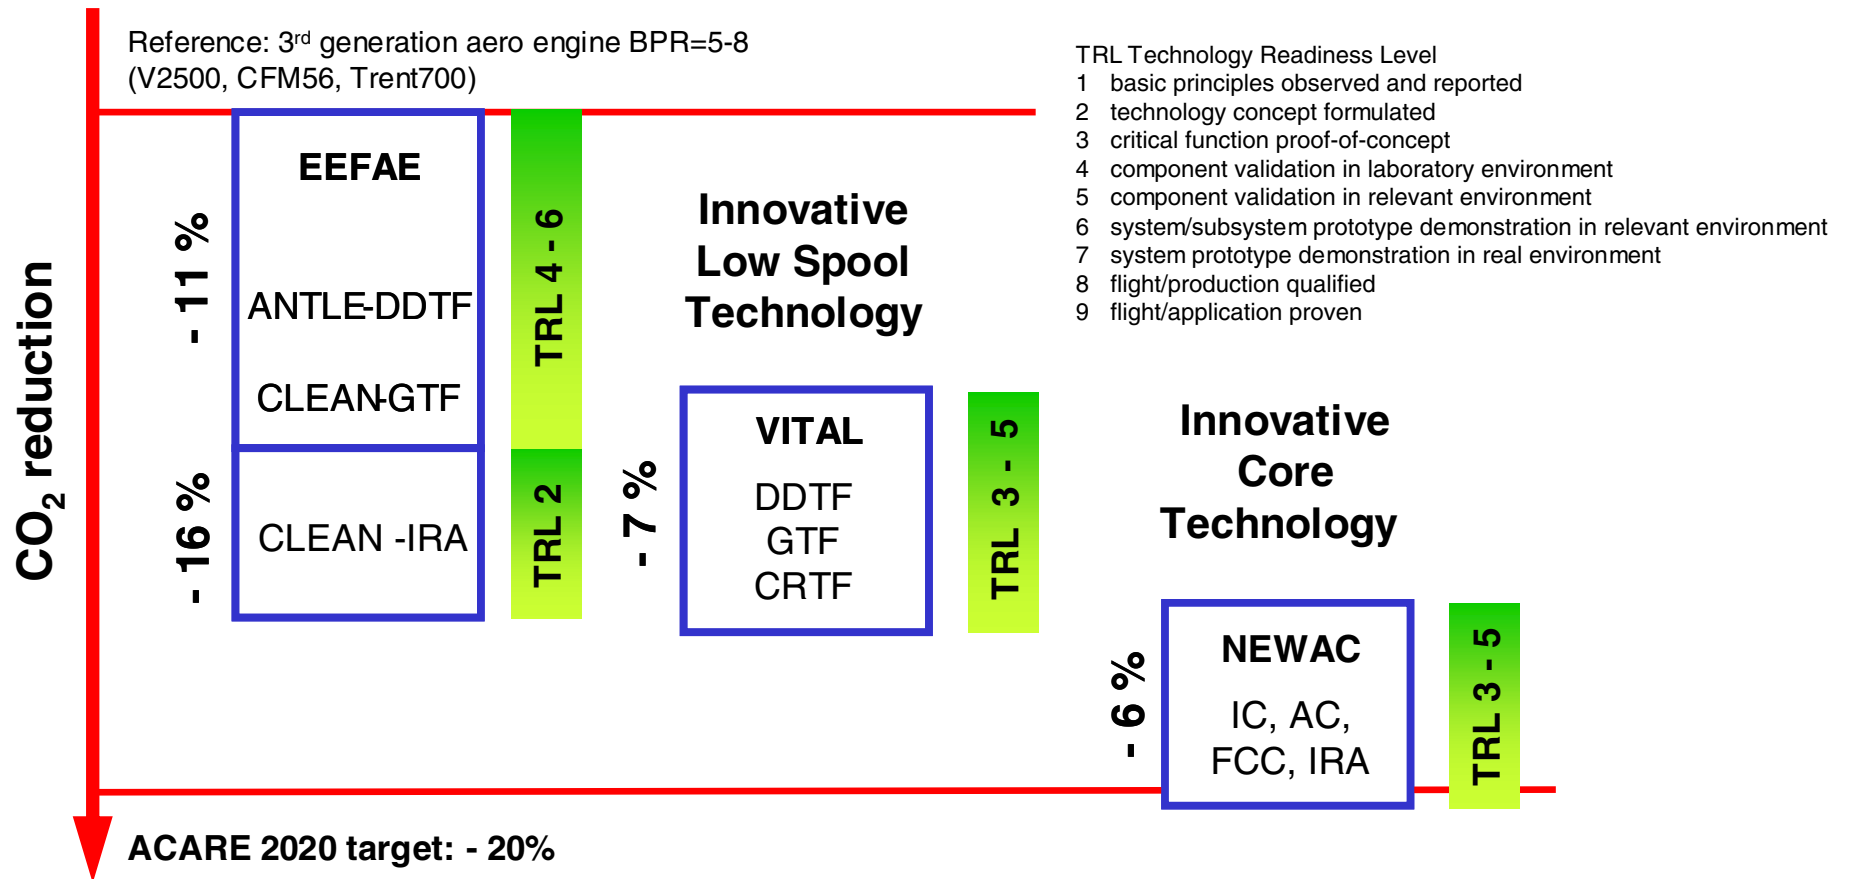 Reference: 3rd generation aero engine BPR=5-8
(V2500, CFM56, Trent700)
TRL Technology Readiness Level
1 basic principles observed and reported
2 technology concept formulated
3 critical function proof-of-concept
4 component validation in laboratory environment
5 component validation in relevant environment
6 system/subsystem prototype demonstration in relevant environment
7 system prototype demonstration in real environment
8 flight/production qualified
9 flight/application proven
CO2 reduction
- 11 %
EEFAE
ANTLE-DDTF
CLEAN-GTF
TRL 4 - 6
- 16 %
CLEAN -IRA
TRL 2
Innovative
Low Spool
Technology
- 7 %
VITAL
DDTF
GTF
CRTF
TRL 3 - 5
Innovative
Core
Technology
- 6 %
NEWAC
IC, AC,
FCC, IRA
TRL 3 - 5
ACARE 2020 target: - 20%